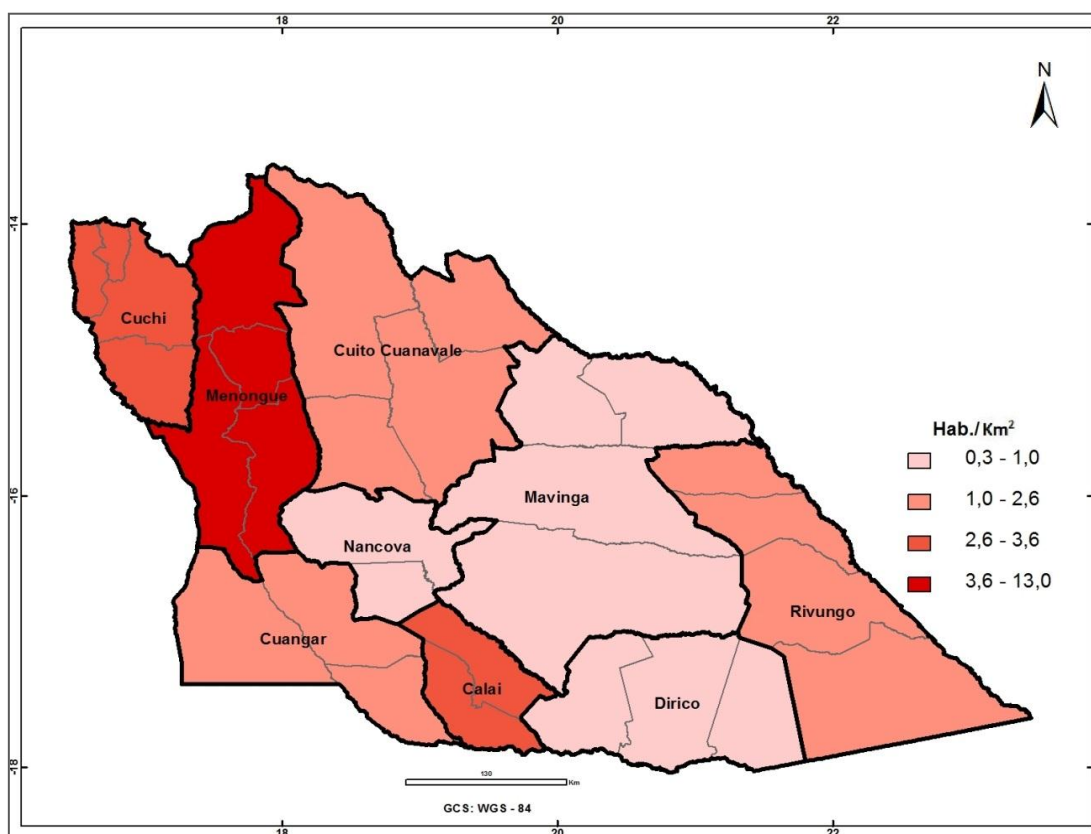 18 20 22
N
-14
Cuchi
Cuito Cuanavale
Menongue
Hab./Km²
0,3 - 1,0
1,0 - 2,6
2,6 - 3,6
3,6 - 13,0
-16
Mavinga
Nancova
Rivungo
Cuangar
Calai
Dirico
-18
130
Km
GCS: WGS - 84
18 20 22